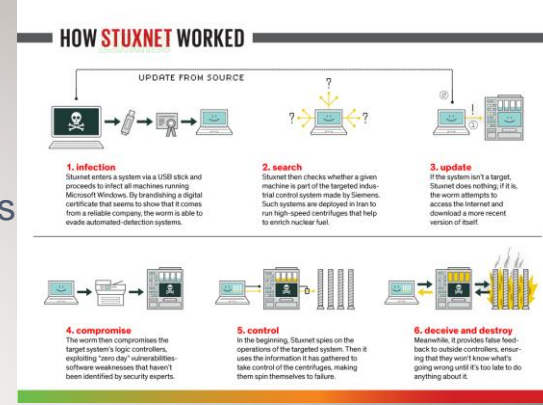 HOW STUXNET WORKED
UPDATE FROM SOURCE
1. infection
Stuxnet enters a system via a USB stick and
proceeds to infect all machines running
Microsoft Windows. By brandishing a digital
certificate that seems to show that it comes
from a reliable company, the worm is able to
evade automated-detection systems.
?
? ?
2. search
Stuxnet then checks whether a given
machine is part of the targeted indus-
trial control system made by Siemens.
Such systems are deployed in Iran to
run high-speed centrifuges that help
to enrich nuclear fuel.
!
3. update
If the system isn't a target,
Stuxnet does nothing; if it is,
the worm attempts to
access the Internet and
download a more recent
version of itself.
s
4. compromise
The worm then compromises the
target system's logic controllers,
exploiting "zero day" vulnerabilities-
software weaknesses that haven't
been identified by security experts.
5. control
In the beginning, Stuxnet spies on the
operations of the targeted system. Then it
uses the information it has gathered to
take control of the centrifuges, making
them spin themselves to failure.
6. deceive and destroy
Meanwhile, it provides false feed-
back to outside controllers, ensur-
ing that they won't know what's
going wrong until it's too late to do
anything about it.